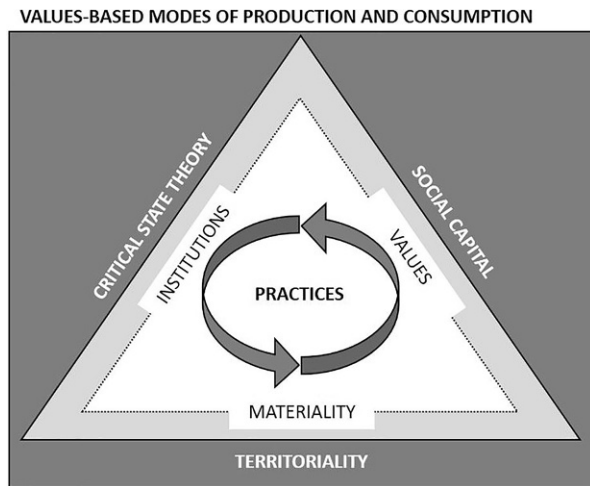 VALUES-BASED MODES OF PRODUCTION AND CONSUMPTION
CRITICAL STATE THEORY
SOCIAL CAPITAL
INSTITUTIONS
VALUES
PRACTICES
MATERIALITY
TERRITORIALITY